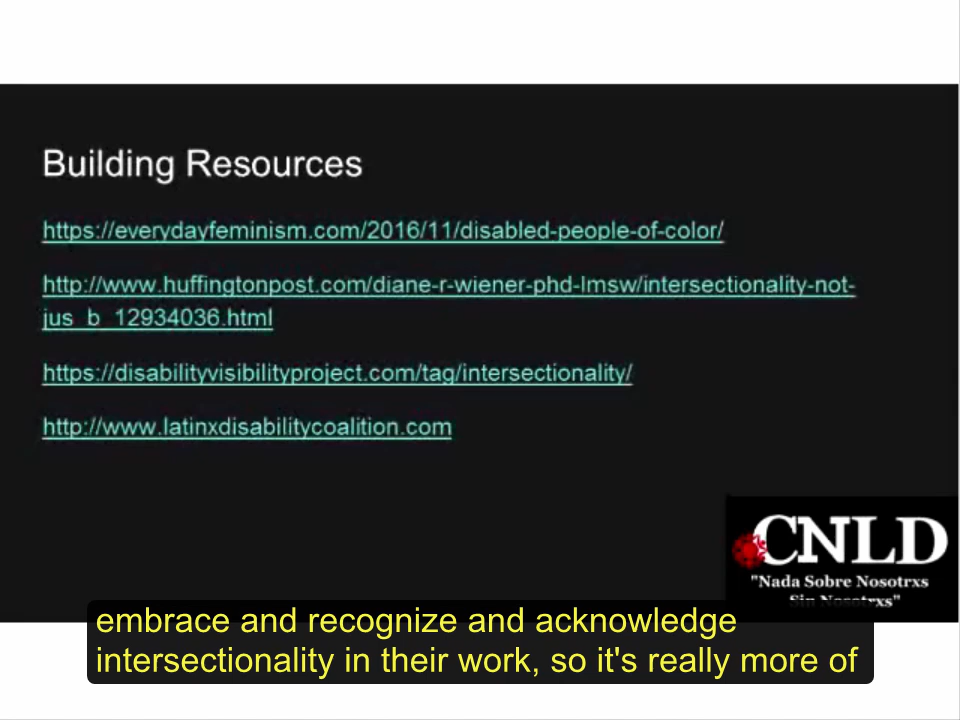 Building Resources
https://everydayfeminism.com/2016/11/disabled-people-of-color/
http://www.huffingtonpost.com/diane-r-wiener-phd-lmsw/intersectionality-not-
jus_b_12934036.html
https://disabilityvisibilityproject.com/tag/intersectionality/
http://www.latinxdisabilitycoalition.com
CNLD
"Nada Sobre Nosotrxs
Sin Nosotrxs"
embrace and recognize and acknowledge
intersectionality in their work, so it's really more of